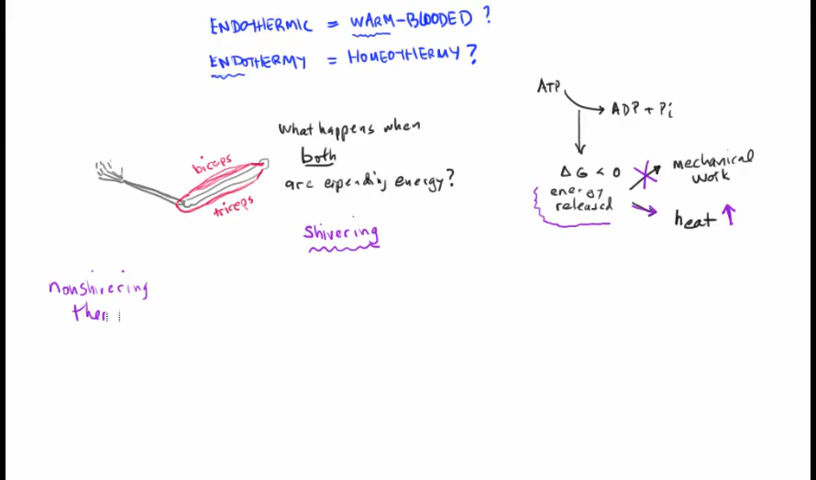 ENDOTHERMIC = WARM-BLOODED ?
ENDOTHERMY = HOMEOTHERMY ?
ATP
ADP + Pi
What happens when
both
are expending energy?
biceps
triceps
Shivering
ΔG < 0
energy
released
mechanical
work
heat ↑
nonshivering
ther